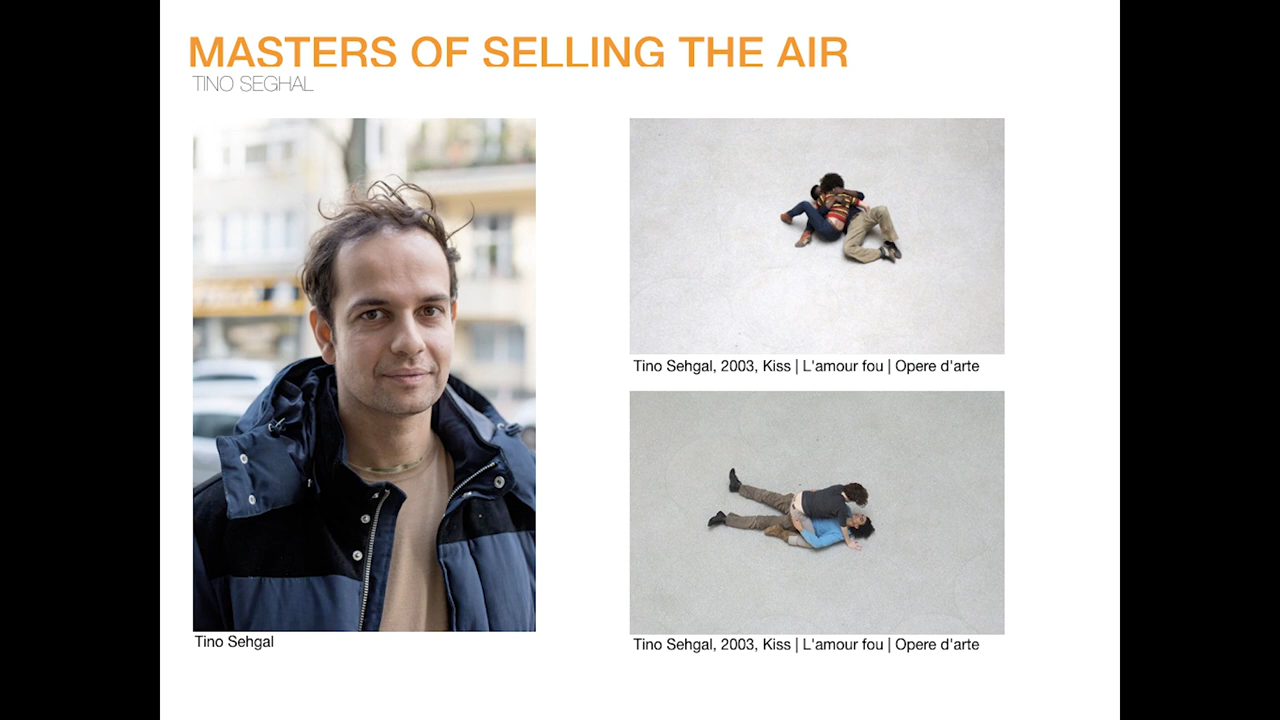 MASTERS OF SELLING THE AIR
TINO SEGHAL
Tino Sehgal, 2003, Kiss | L'amour fou | Opere d'arte
Tino Sehgal
Tino Sehgal, 2003, Kiss | L'amour fou | Opere d'arte